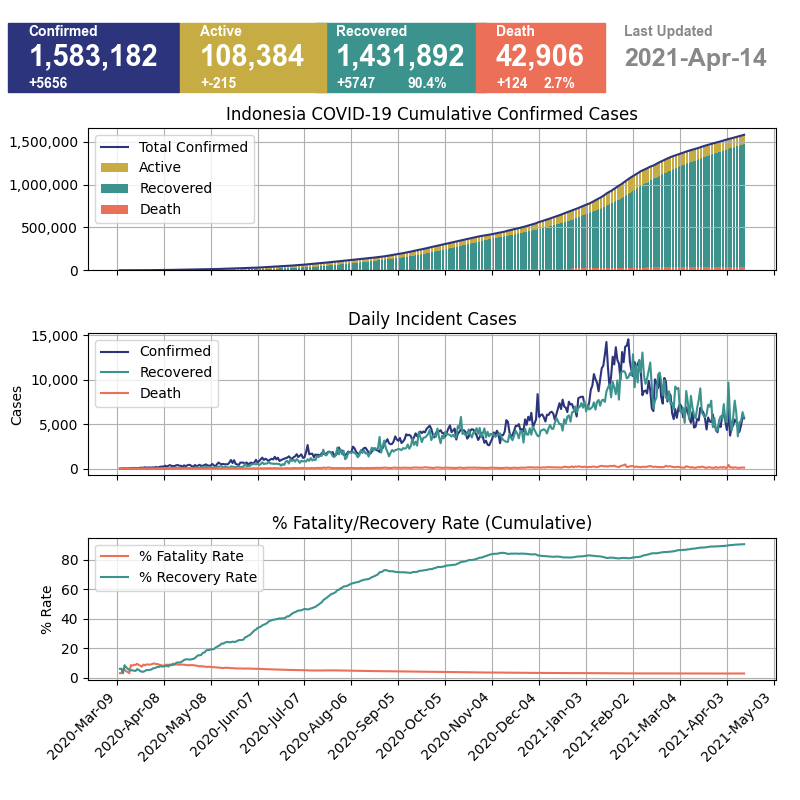 Confirmed
1,583,182
+5656
Active
108,384
+-215
Recovered
1,431,892
+5747 90.4%
Death
42,906
+124 2.7%
Last Updated
2021-Apr-14
Indonesia COVID-19 Cumulative Confirmed Cases
1,500,000
1,000,000
500,000
0
Total Confirmed
Active
Recovered
Death
Daily Incident Cases
Cases
15,000
10,000
5,000
0
Confirmed
Recovered
Death
% Fatality/Recovery Rate (Cumulative)
% Rate
80
60
40
20
0
% Fatality Rate
% Recovery Rate
2020-Mar-09
2020-Apr-08
2020-May-08
2020-Jun-07
2020-Jul-07
2020-Aug-06
2020-Sep-05
2020-Oct-05
2020-Nov-04
2020-Dec-04
2021-Jan-03
2021-Feb-02
2021-Mar-04
2021-Apr-03
2021-May-03